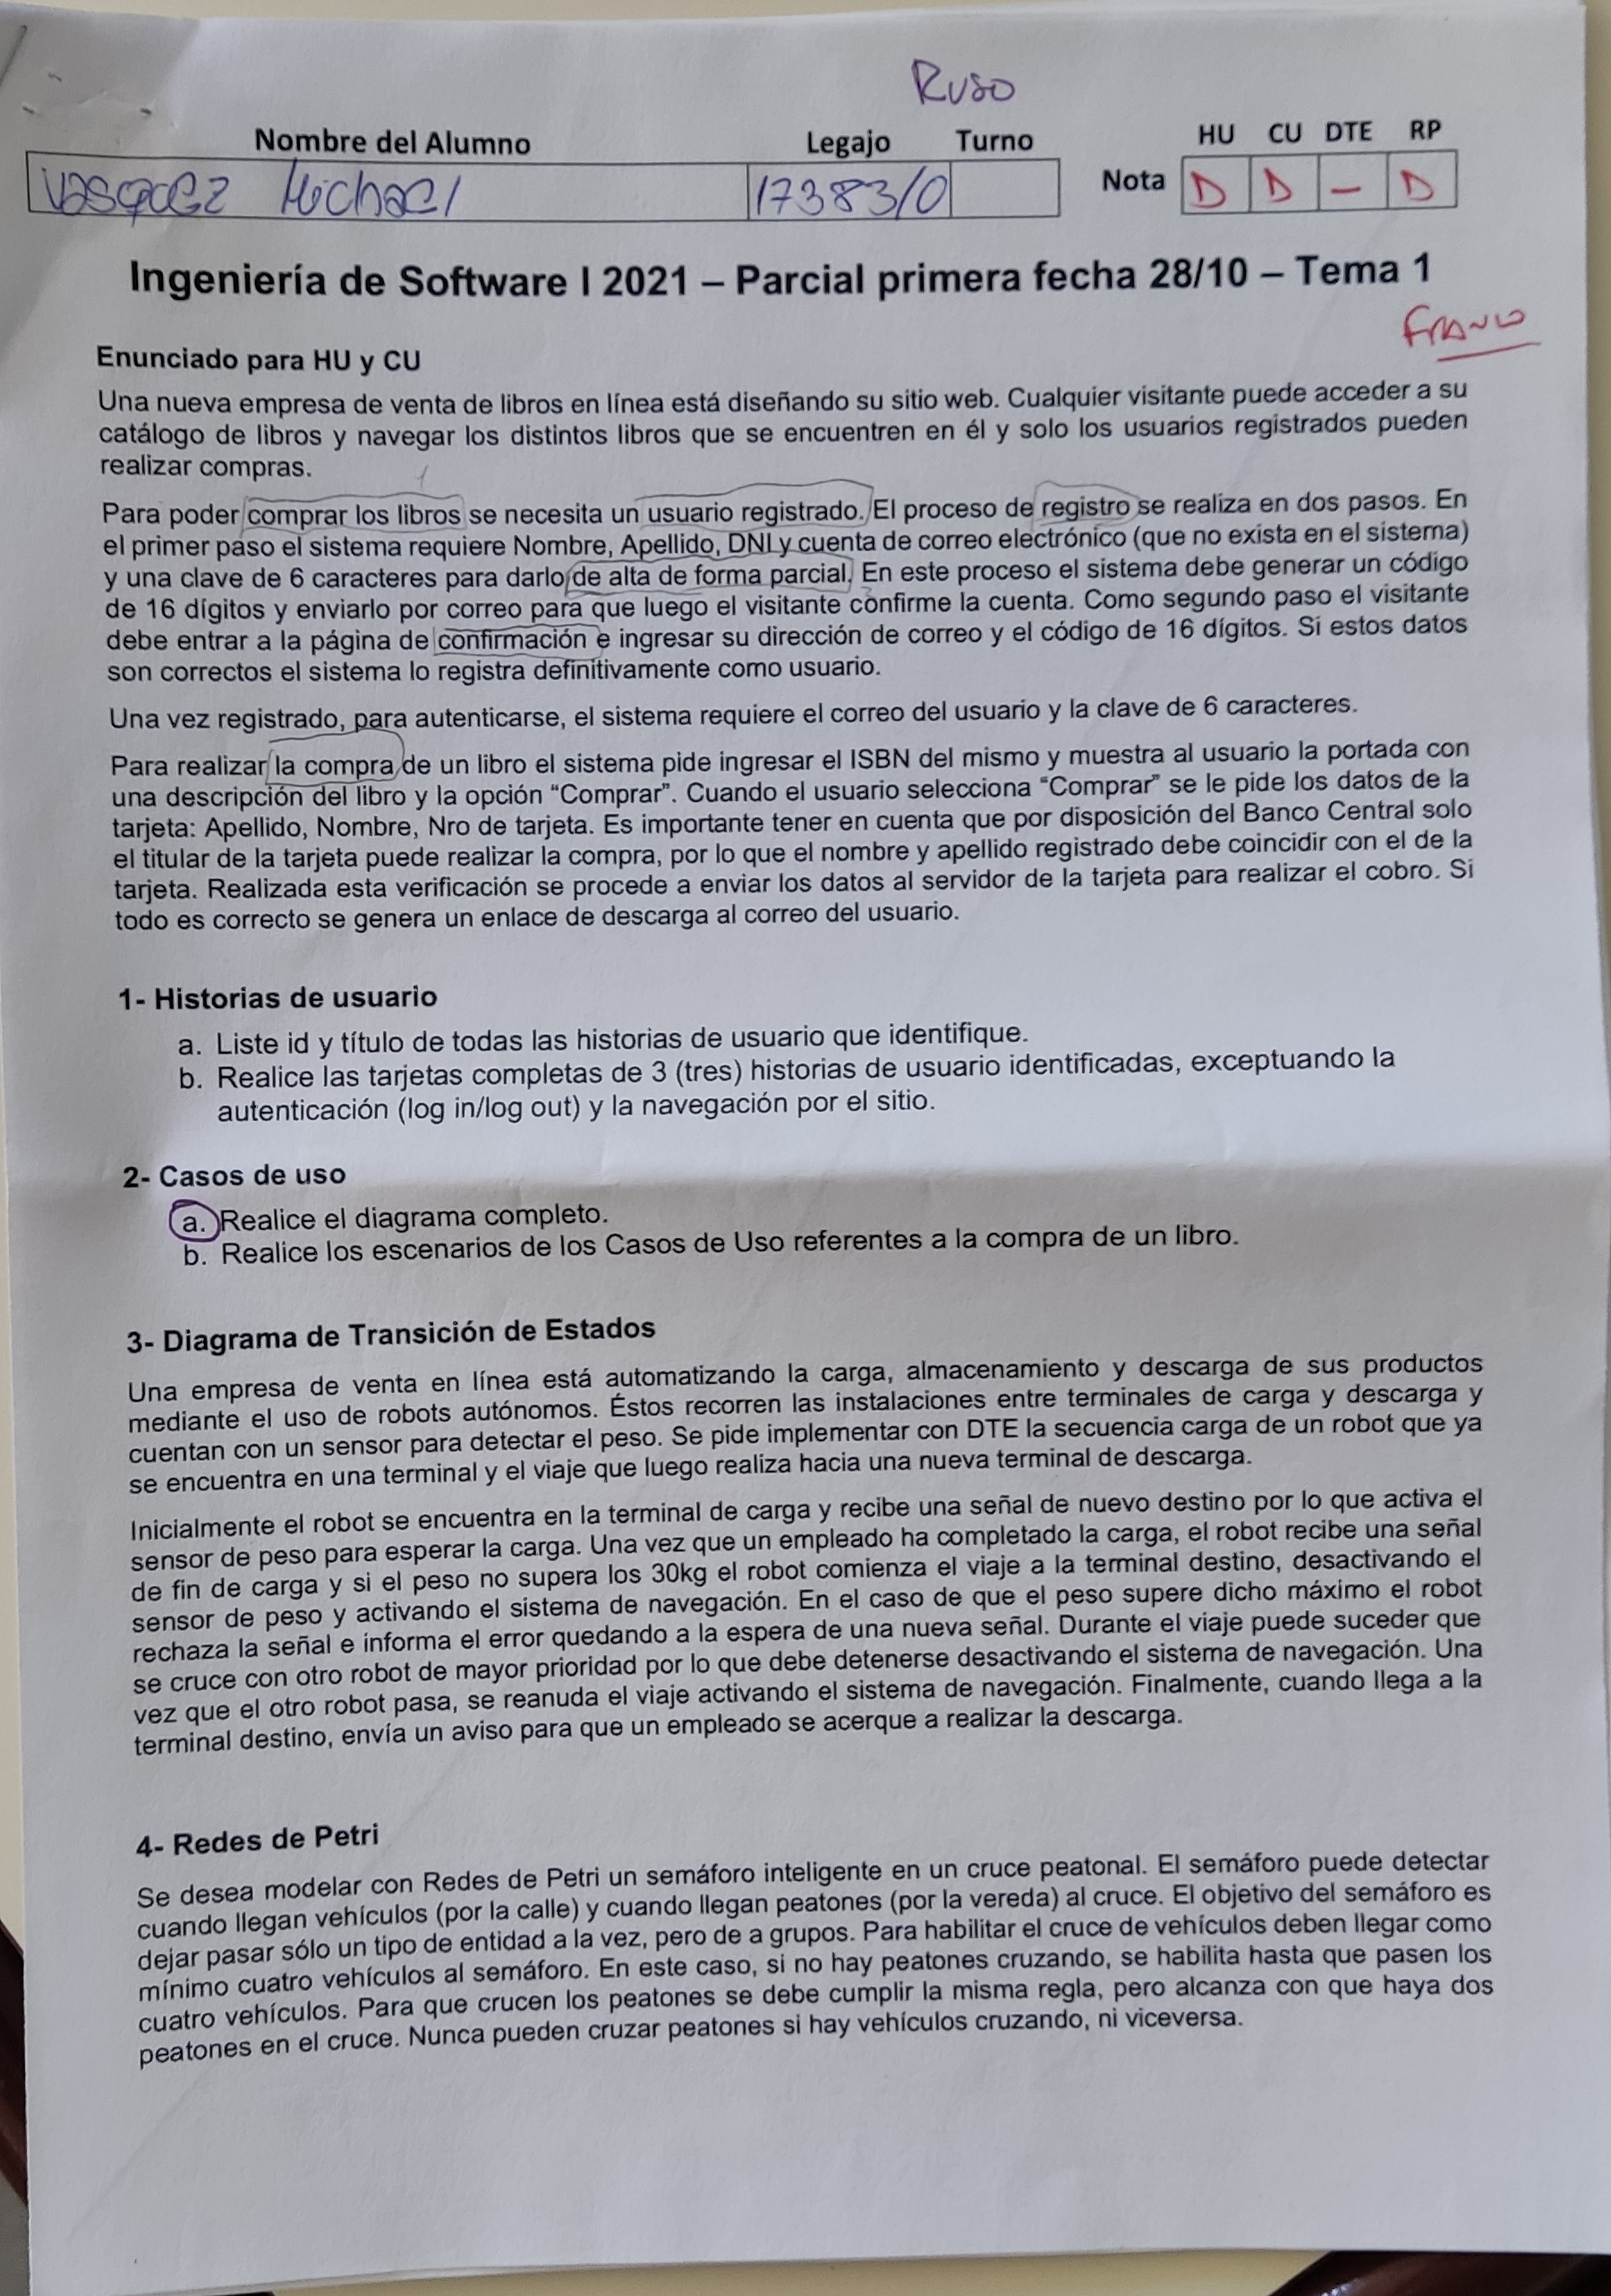 Ruso
Nombre del Alumno Legajo Turno HU CU DTE RP
Vasquez Michael 17383/0 Nota D D - D
Ingeniería de Software I 2021 – Parcial primera fecha 28/10 – Tema 1
Franco
Enunciado para HU y CU
Una nueva empresa de venta de libros en línea está diseñando su sitio web. Cualquier visitante puede acceder a su
catálogo de libros y navegar los distintos libros que se encuentren en él y solo los usuarios registrados pueden
realizar compras.
Para poder comprar los libros se necesita un usuario registrado. El proceso de registro se realiza en dos pasos. En
el primer paso el sistema requiere Nombre, Apellido, DNI y cuenta de correo electrónico (que no exista en el sistema)
y una clave de 6 caracteres para darlo de alta de forma parcial. En este proceso el sistema debe generar un código
de 16 dígitos y enviarlo por correo para que luego el visitante confirme la cuenta. Como segundo paso el visitante
debe entrar a la página de confirmación e ingresar su dirección de correo y el código de 16 dígitos. Si estos datos
son correctos el sistema lo registra definitivamente como usuario.
Una vez registrado, para autenticarse, el sistema requiere el correo del usuario y la clave de 6 caracteres.
Para realizar la compra de un libro el sistema pide ingresar el ISBN del mismo y muestra al usuario la portada con
una descripción del libro y la opción “Comprar”. Cuando el usuario selecciona “Comprar” se le pide los datos de la
tarjeta: Apellido, Nombre, Nro de tarjeta. Es importante tener en cuenta que por disposición del Banco Central solo
el titular de la tarjeta puede realizar la compra, por lo que el nombre y apellido registrado debe coincidir con el de la
tarjeta. Realizada esta verificación se procede a enviar los datos al servidor de la tarjeta para realizar el cobro. Si
todo es correcto se genera un enlace de descarga al correo del usuario.
1- Historias de usuario
a. Liste id y título de todas las historias de usuario que identifique.
b. Realice las tarjetas completas de 3 (tres) historias de usuario identificadas, exceptuando la
autenticación (log in/log out) y la navegación por el sitio.
2- Casos de uso
a. Realice el diagrama completo.
b. Realice los escenarios de los Casos de Uso referentes a la compra de un libro.
3- Diagrama de Transición de Estados
Una empresa de venta en línea está automatizando la carga, almacenamiento y descarga de sus productos
mediante el uso de robots autónomos. Éstos recorren las instalaciones entre terminales de carga y descarga y
cuentan con un sensor para detectar el peso. Se pide implementar con DTE la secuencia carga de un robot que ya
se encuentra en una terminal y el viaje que luego realiza hacia una nueva terminal de descarga.
Inicialmente el robot se encuentra en la terminal de carga y recibe una señal de nuevo destino por lo que activa el
sensor de peso para esperar la carga. Una vez que un empleado ha completado la carga, el robot recibe una señal
de fin de carga y si el peso no supera los 30kg el robot comienza el viaje a la terminal destino, desactivando el
sensor de peso y activando el sistema de navegación. En el caso de que el peso supere dicho máximo el robot
rechaza la señal e informa el error quedando a la espera de una nueva señal. Durante el viaje puede suceder que
se cruce con otro robot de mayor prioridad por lo que debe detenerse desactivando el sistema de navegación. Una
vez que el otro robot pasa, se reanuda el viaje activando el sistema de navegación. Finalmente, cuando llega a la
terminal destino, envía un aviso para que un empleado se acerque a realizar la descarga.
4- Redes de Petri
Se desea modelar con Redes de Petri un semáforo inteligente en un cruce peatonal. El semáforo puede detectar
cuando llegan vehículos (por la calle) y cuando llegan peatones (por la vereda) al cruce. El objetivo del semáforo es
dejar pasar sólo un tipo de entidad a la vez, pero de a grupos. Para habilitar el cruce de vehículos deben llegar como
mínimo cuatro vehículos al semáforo. En este caso, si no hay peatones cruzando, se habilita hasta que pasen los
cuatro vehículos. Para que crucen los peatones se debe cumplir la misma regla, pero alcanza con que haya dos
peatones en el cruce. Nunca pueden cruzar peatones si hay vehículos cruzando, ni viceversa.